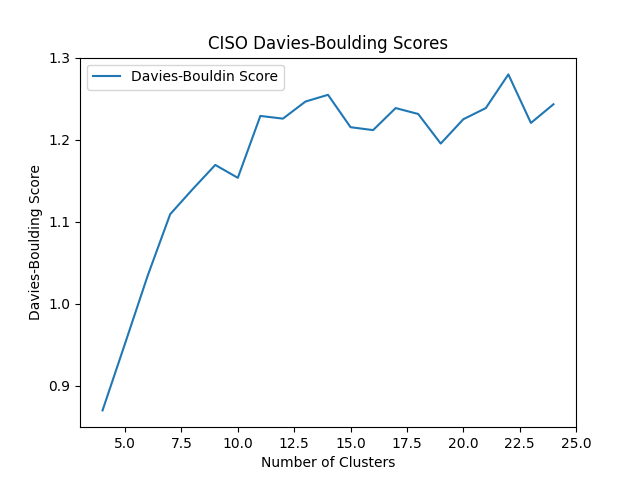 CISO Davies-Boulding Scores
Davies-Bouldin Score
Davies-Boulding Score
1.3
1.2
1.1
1.0
0.9
5.0 7.5 10.0 12.5 15.0 17.5 20.0 22.5 25.0
Number of Clusters